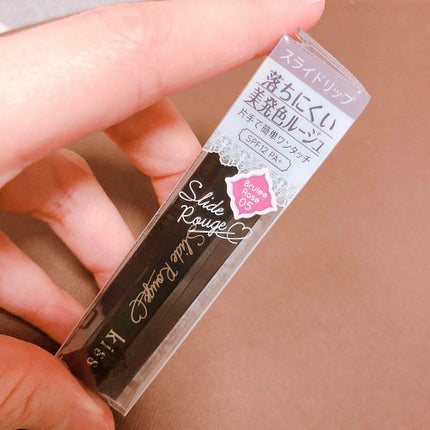 スライドリップ
落ちにくい
美発色ルージュ
片手で簡単ワンタッチ
SPF12 PA+
Brulee
Rose
05
Slide
Rouge
Slide Rouge
kiss